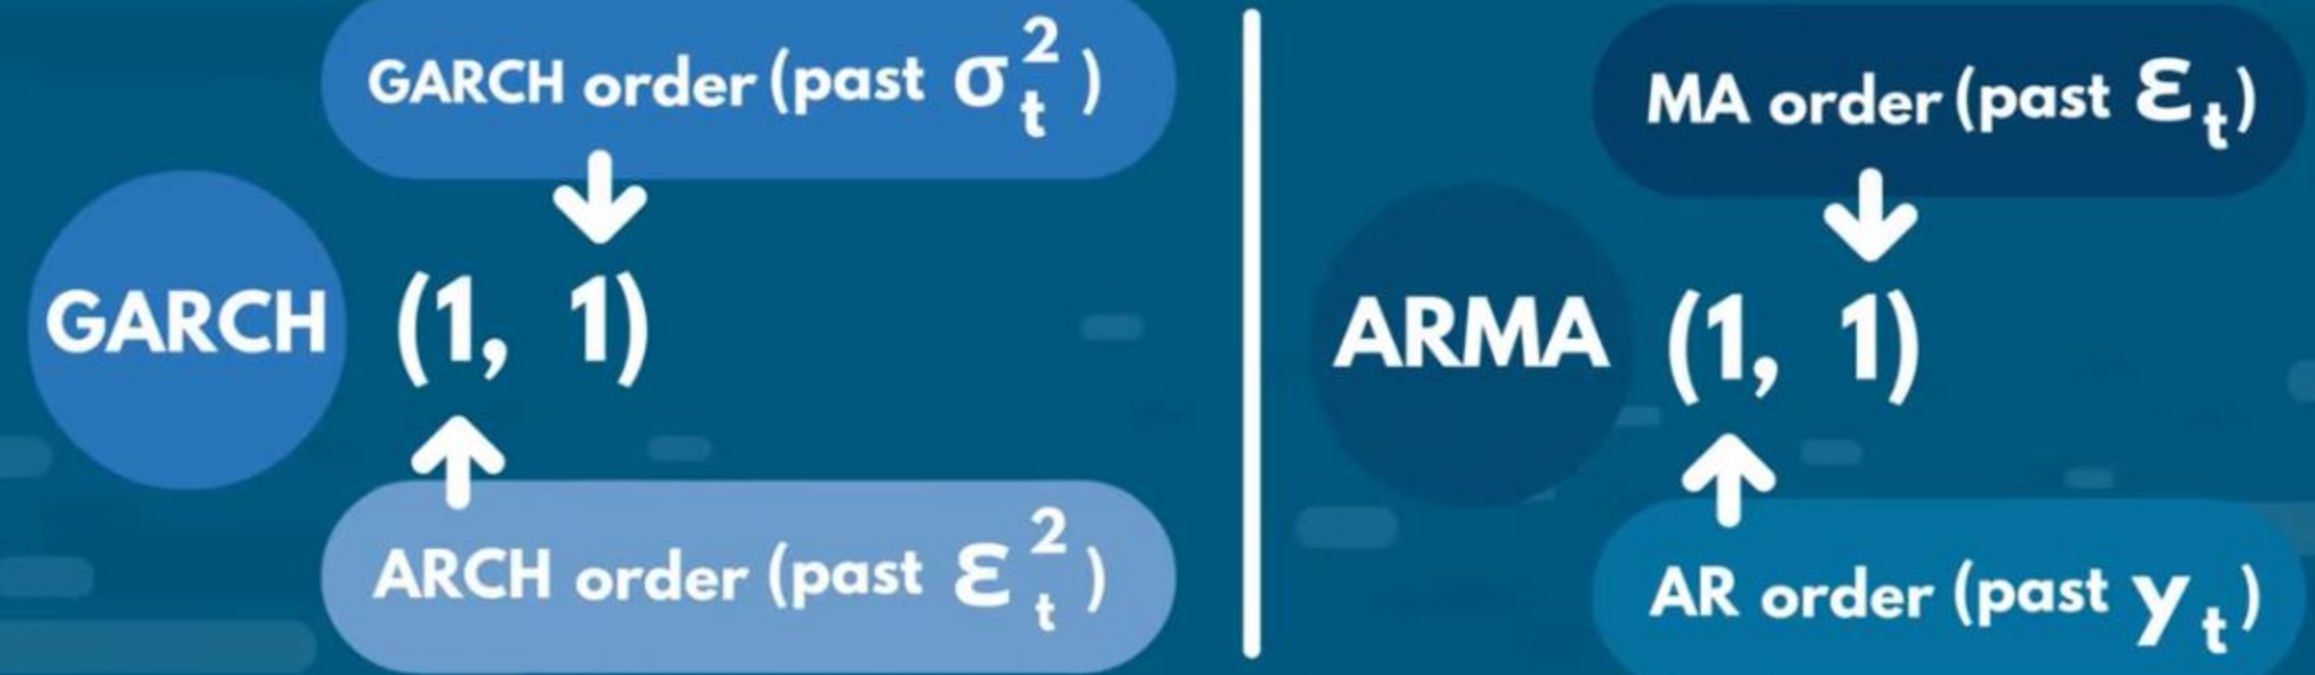 GARCH order (past σ²ₜ)
GARCH (1, 1)
ARCH order (past ε²ₜ)
MA order (past εₜ)
ARMA (1, 1)
AR order (past yₜ)